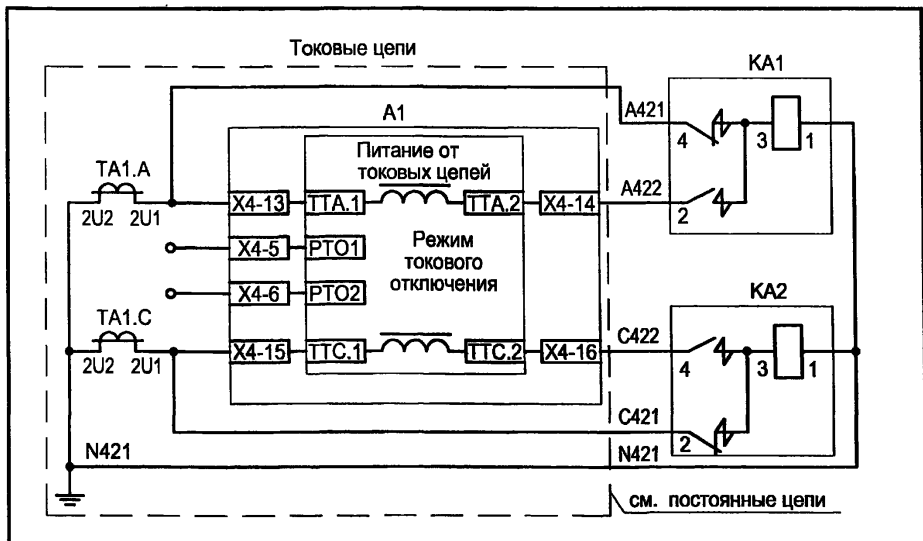 Токовые цепи
KA1
A1
A421
Питание от
токовых цепей
4
3
1
TA1.A
2U2
2U1
X4-13
TTA.1
TTA.2
X4-14
A422
2
X4-5
PTO1
Режим
токового
отключения
X4-6
PTO2
TA1.C
KA2
2U2
2U1
X4-15
TTC.1
TTC.2
X4-16
C422
4
3
1
C421
2
N421
N421
см. постоянные цепи